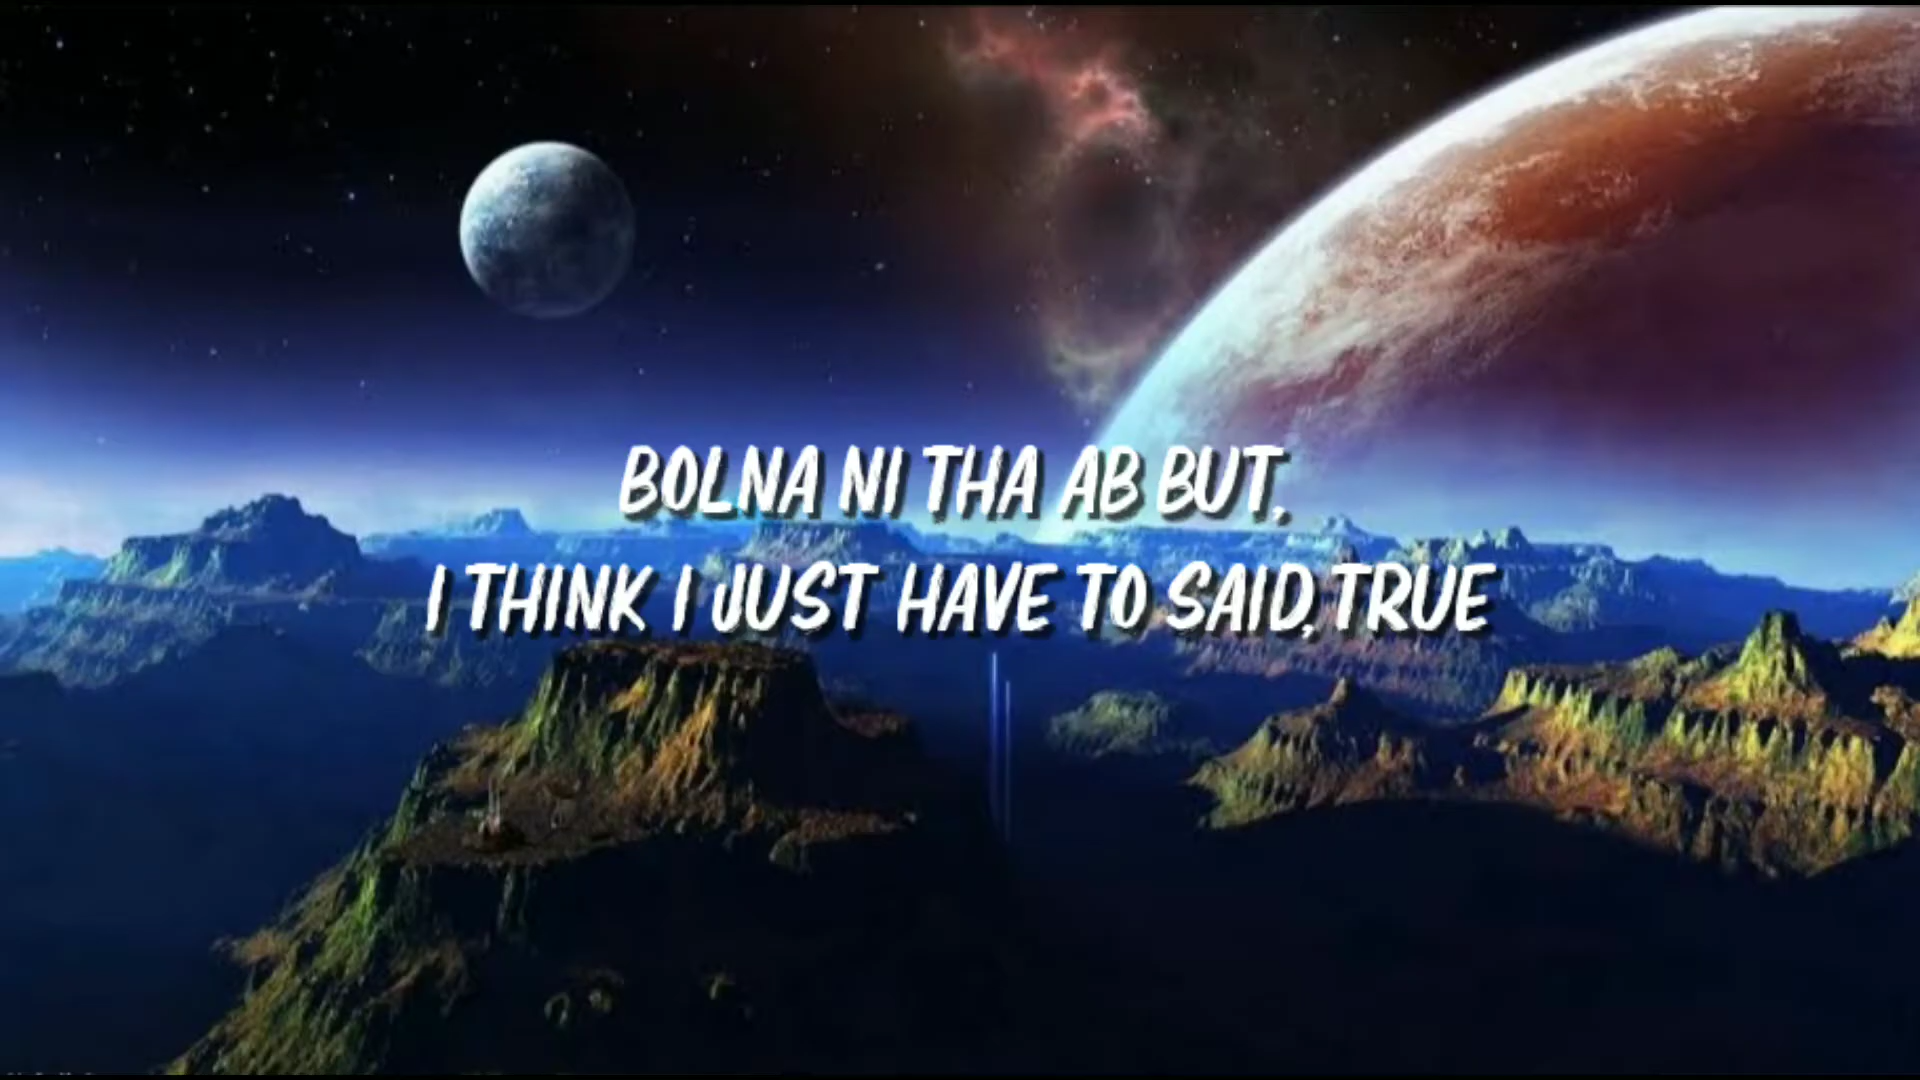 BOLNA NI THA AB BUT,
I THINK I JUST HAVE TO SAID, TRUE